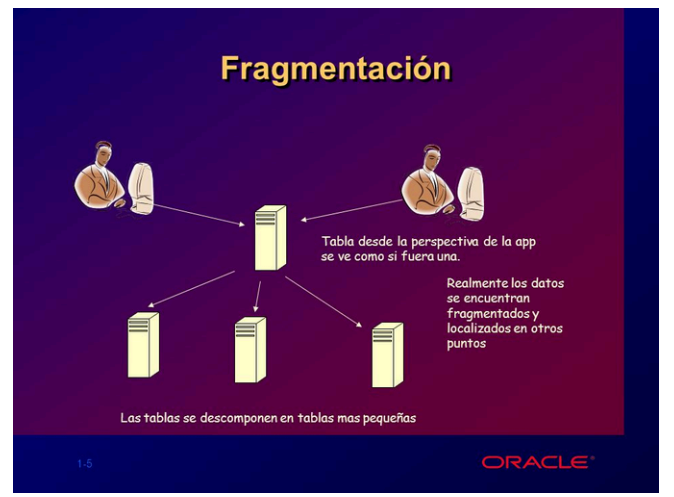 Fragmentación
Tabla desde la perspectiva de la app
se ve como si fuera una.
Realmente los datos
se encuentran
fragmentados y
localizados en otros
puntos
Las tablas se descomponen en tablas mas pequeñas
1-5
ORACLE®